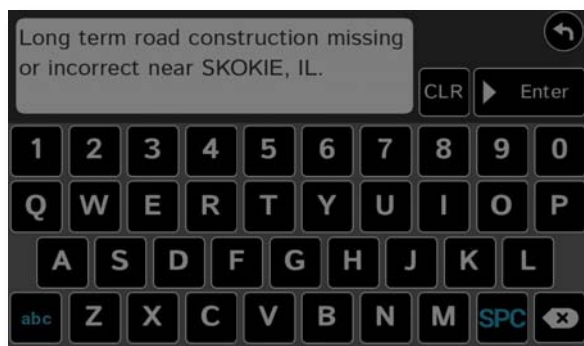 Long term road construction missing
or incorrect near SKOKIE, IL.
CLR Enter
1 2 3 4 5 6 7 8 9 0
Q W E R T Y U I O P
A S D F G H J K L
abc Z X C V B N M SPC